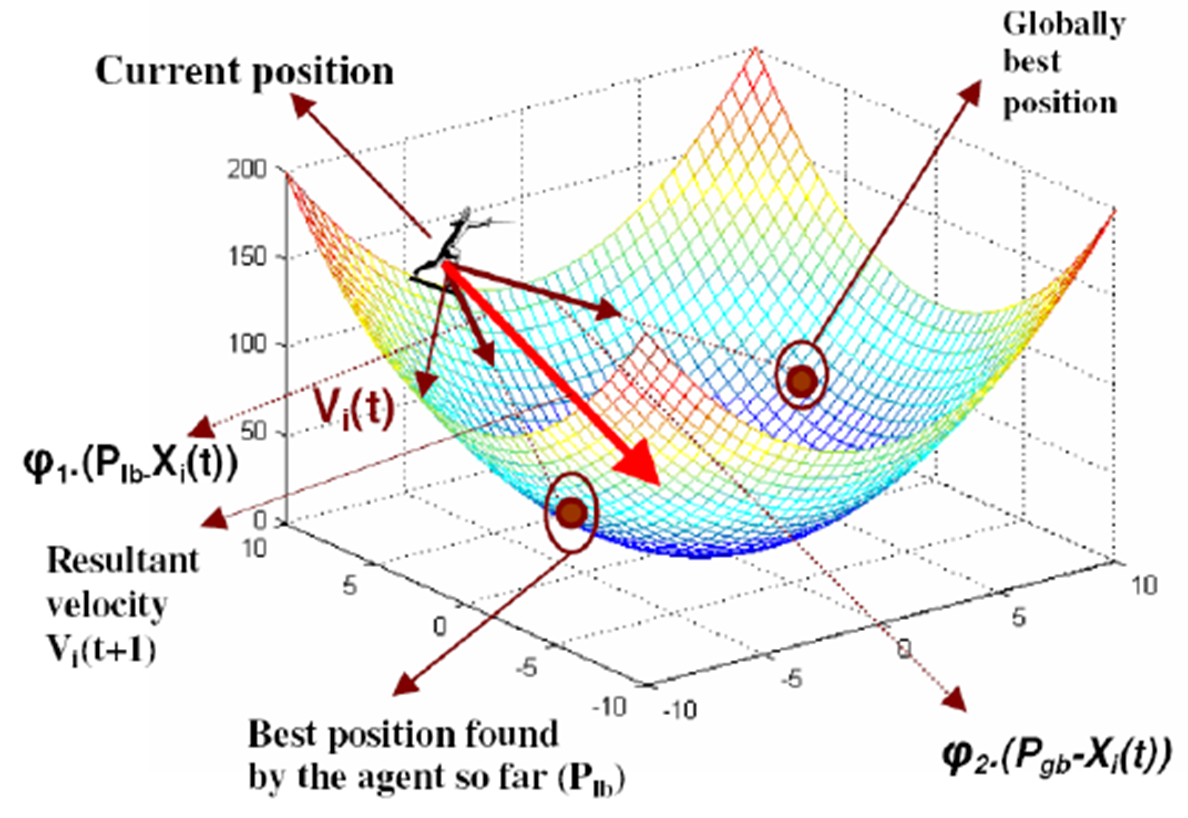 Globally
best
position
Current position
200
150
100
50
0
V_i(t)
φ₁.(P_lb-X_i(t))
Resultant
velocity
V_i(t+1)
10
5
0
-5
-10
-10
-5
0
5
10
Best position found
by the agent so far (P_lb)
φ₂.(P_gb-X_i(t))